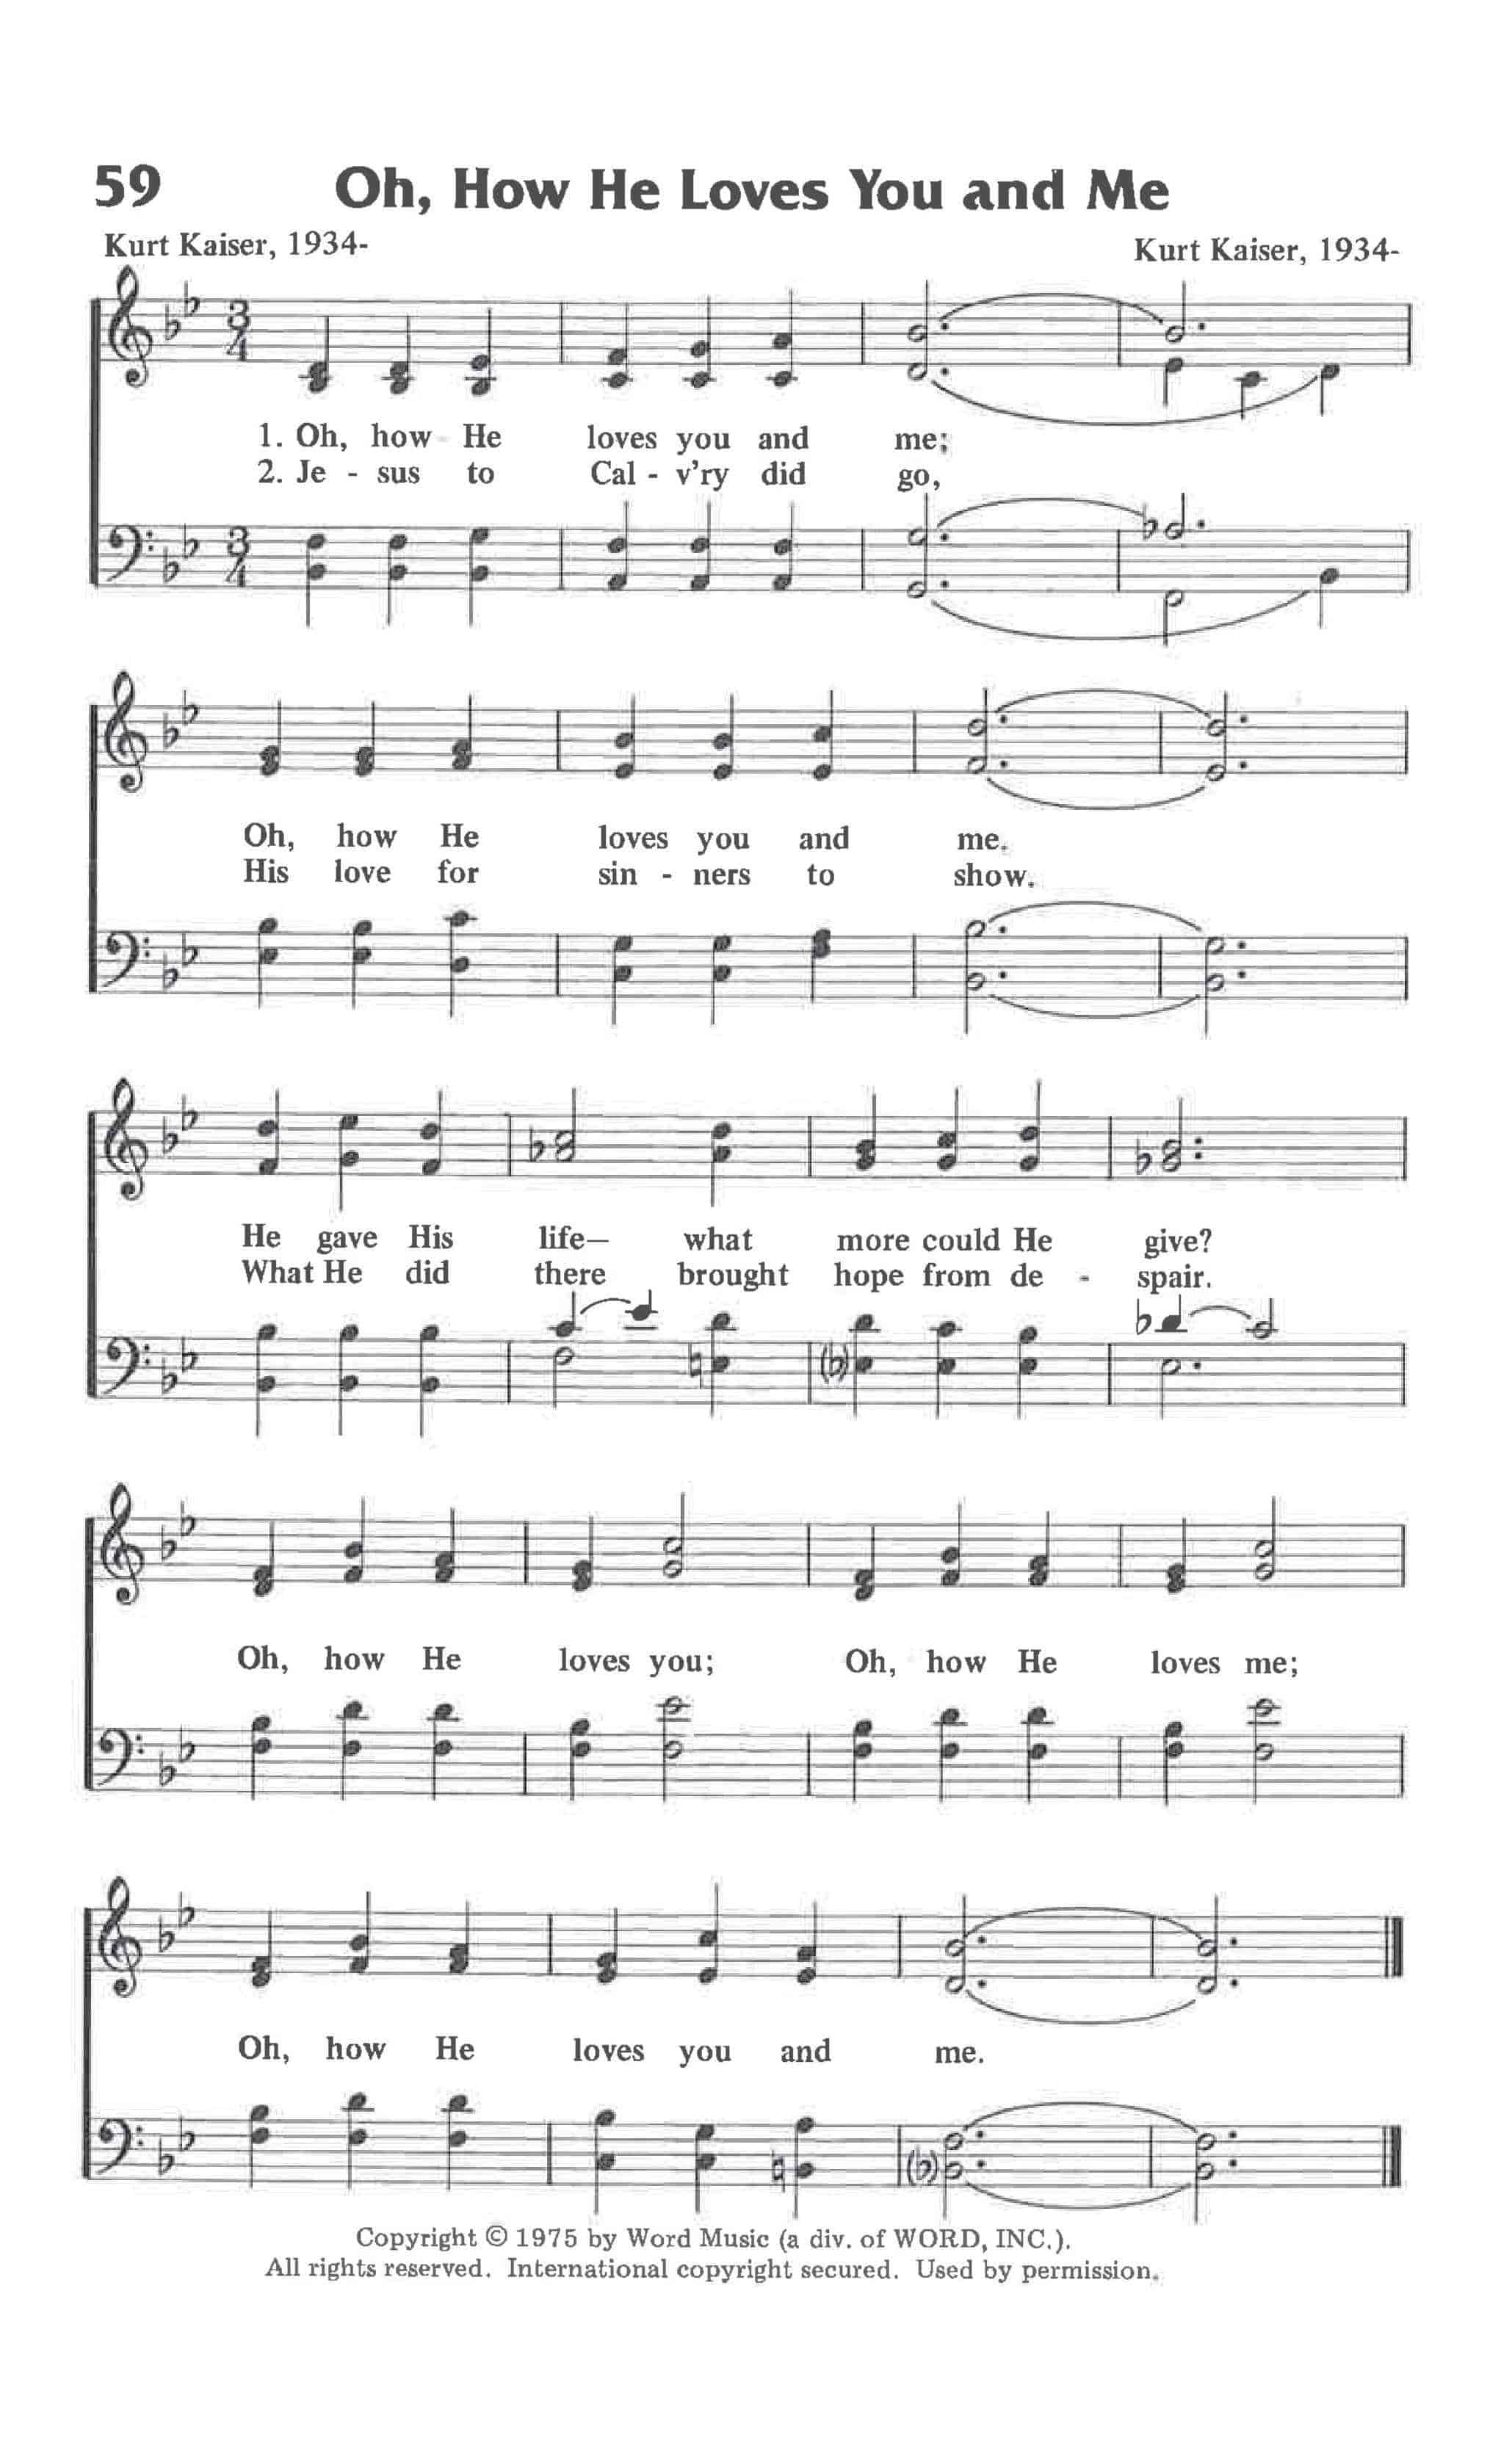 59 Oh, How He Loves You and Me
Kurt Kaiser, 1934- Kurt Kaiser, 1934-
1. Oh, how He loves you and me;
2. Je - sus to Cal - v'ry did go,
Oh, how He loves you and me.
His love for sin - ners to show.
He gave His life— what more could He give?
What He did there brought hope from de - spair.
Oh, how He loves you; Oh, how He loves me;
Oh, how He loves you and me.
Copyright © 1975 by Word Music (a div. of WORD, INC.).
All rights reserved. International copyright secured. Used by permission.